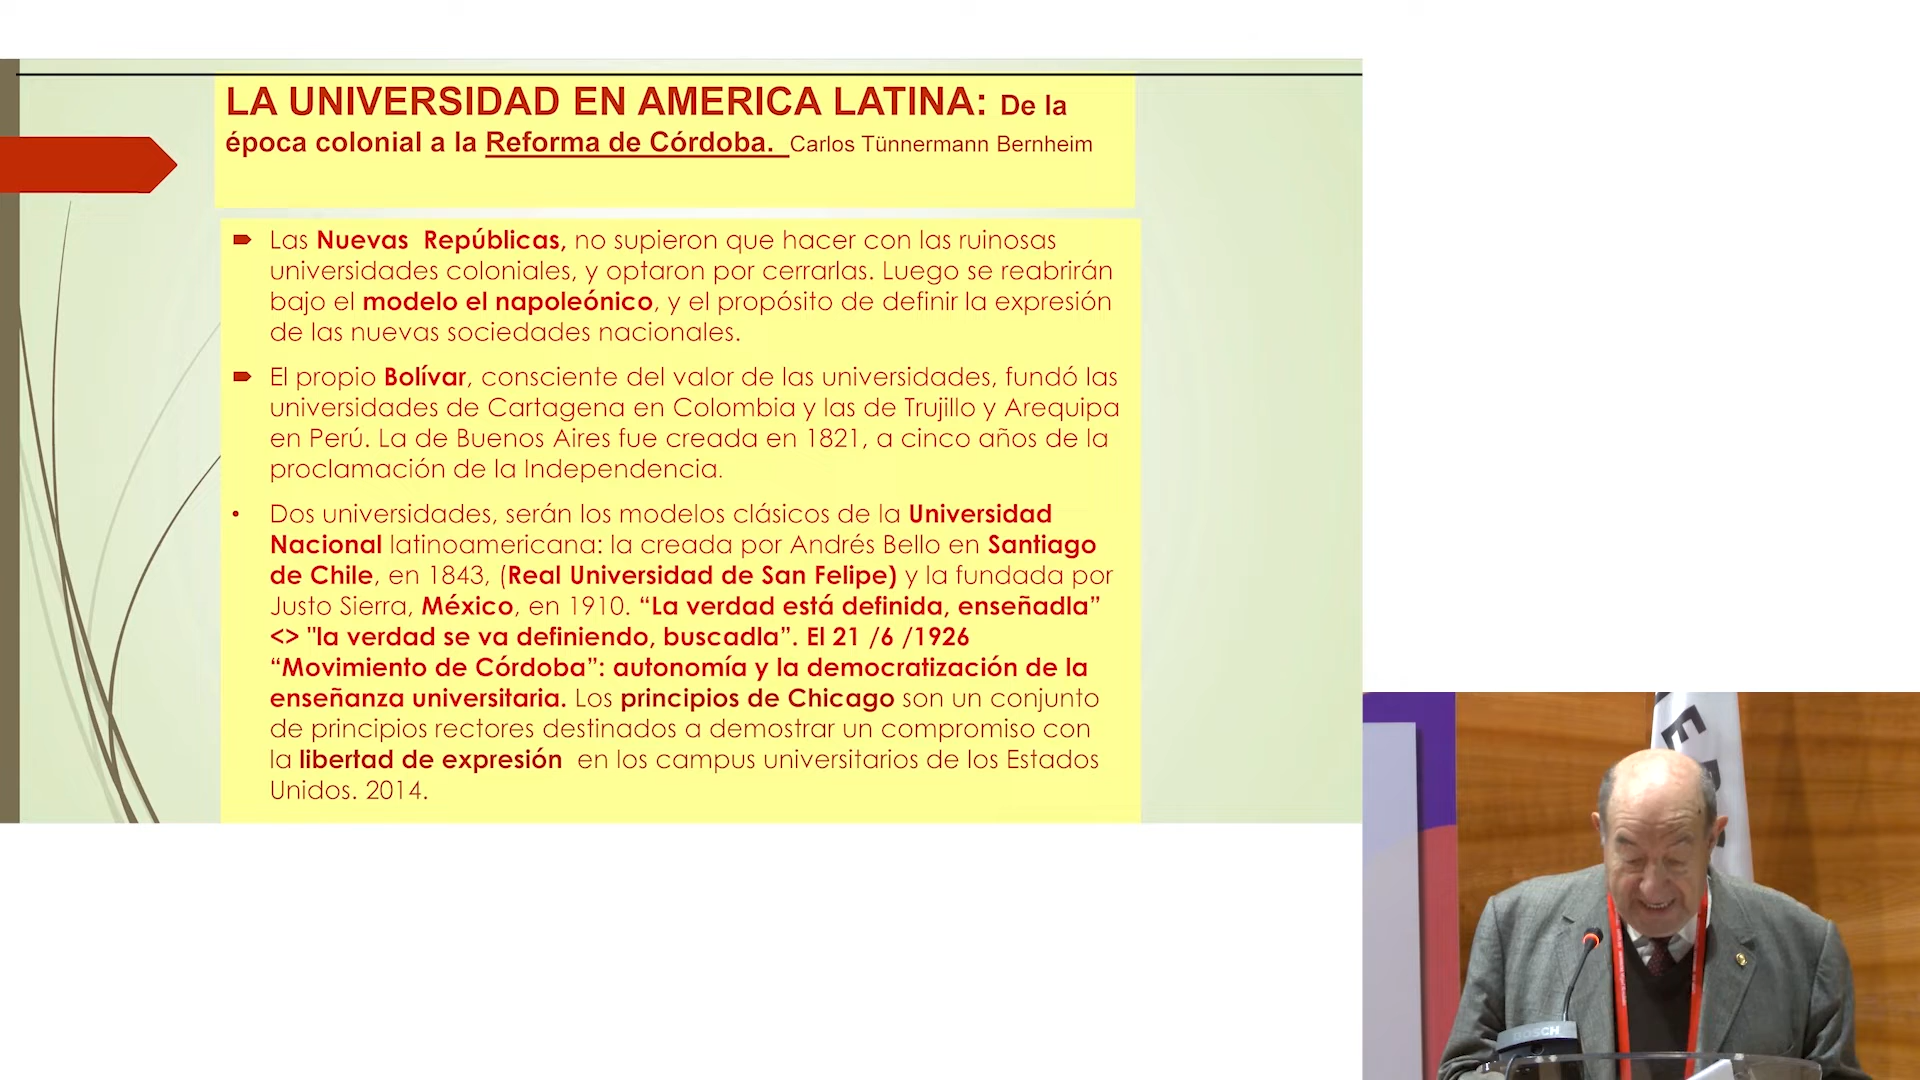 LA UNIVERSIDAD EN AMERICA LATINA: De la
época colonial a la Reforma de Córdoba. Carlos Tünnermann Bernheim
Las Nuevas Repúblicas, no supieron que hacer con las ruinosas
universidades coloniales, y optaron por cerrarlas. Luego se reabrirán
bajo el modelo el napoleónico, y el propósito de definir la expresión
de las nuevas sociedades nacionales.
El propio Bolívar, consciente del valor de las universidades, fundó las
universidades de Cartagena en Colombia y las de Trujillo y Arequipa
en Perú. La de Buenos Aires fue creada en 1821, a cinco años de la
proclamación de la Independencia.
• Dos universidades, serán los modelos clásicos de la Universidad
Nacional latinoamericana: la creada por Andrés Bello en Santiago
de Chile, en 1843, (Real Universidad de San Felipe) y la fundada por
Justo Sierra, México, en 1910. “La verdad está definida, enseñadla”
<> "la verdad se va definiendo, buscadla”. El 21 /6 /1926
“Movimiento de Córdoba”: autonomía y la democratización de la
enseñanza universitaria. Los principios de Chicago son un conjunto
de principios rectores destinados a demostrar un compromiso con
la libertad de expresión en los campus universitarios de los Estados
Unidos. 2014.
BOSCH